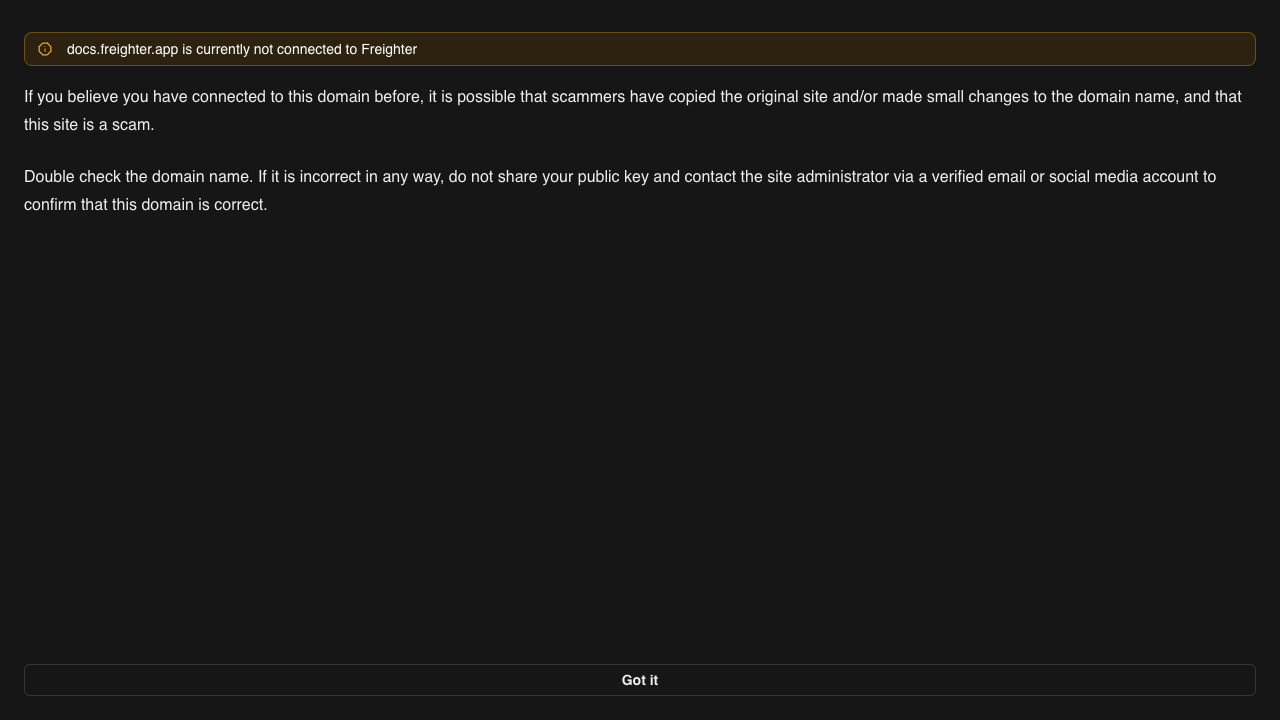 docs.freighter.app is currently not connected to Freighter
If you believe you have connected to this domain before, it is possible that scammers have copied the original site and/or made small changes to the domain name, and that
this site is a scam.
Double check the domain name. If it is incorrect in any way, do not share your public key and contact the site administrator via a verified email or social media account to
confirm that this domain is correct.
Got it